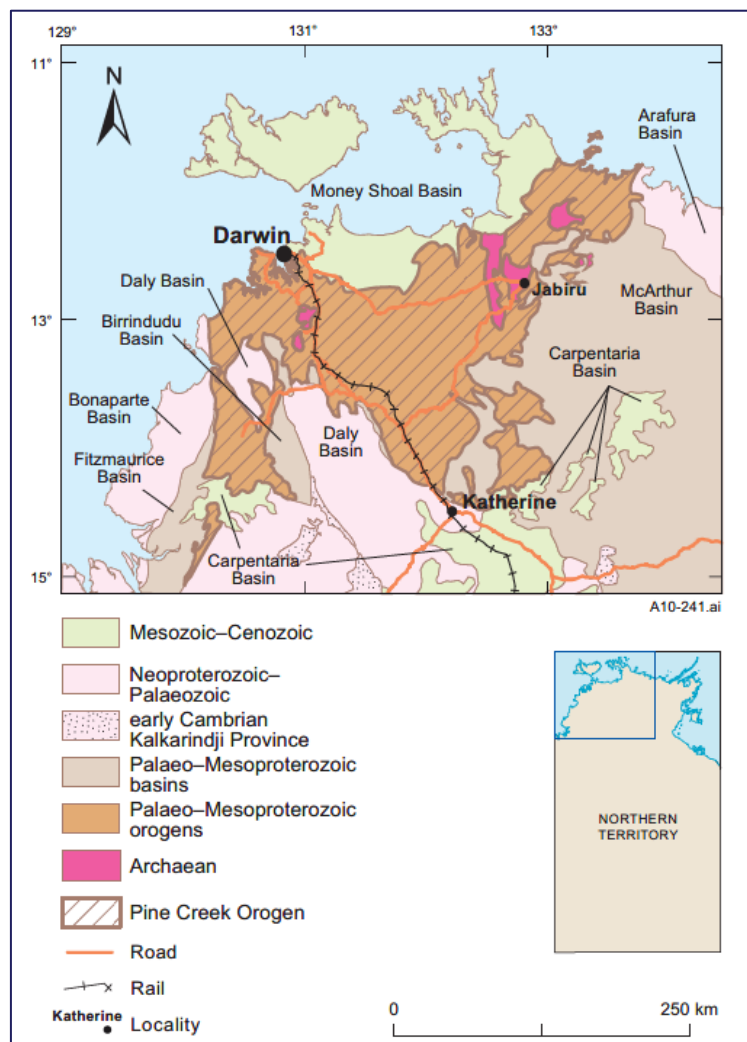 129°
131°
133°
11°
N
Arafura
Basin
Money Shoal Basin
Darwin
Daly Basin
Jabiru
McArthur
Basin
13°
Birrindudu
Basin
Carpentaria
Basin
Bonaparte
Basin
Daly
Basin
Fitzmaurice
Basin
Katherine
Carpentaria
Basin
15°
A10-241.ai
Mesozoic–Cenozoic
Neoproterozoic–
Palaeozoic
early Cambrian
Kalkarindji Province
Palaeo–Mesoproterozoic
basins
Palaeo–Mesoproterozoic
orogens
Archaean
Pine Creek Orogen
Road
Rail
Katherine
Locality
NORTHERN
TERRITORY
0
250 km